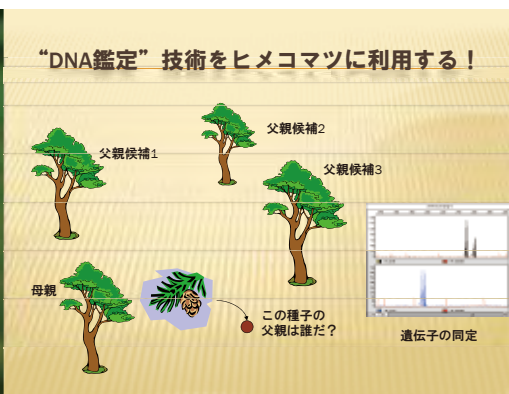 “DNA鑑定”技術をヒメコマツに利用する！
父親候補1
父親候補2
父親候補3
母親
この種子の
父親は誰だ？
遺伝子の同定